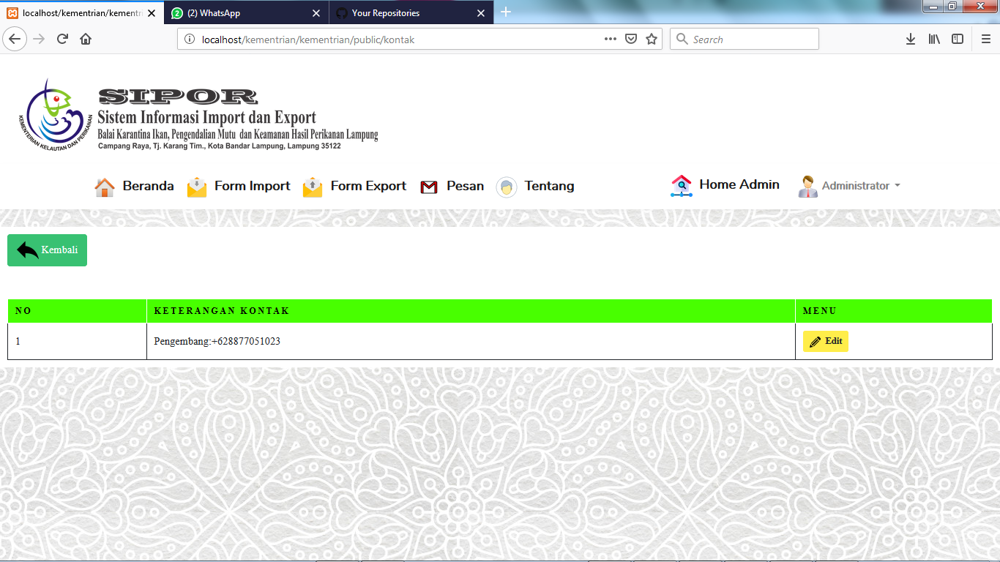 localhost/kementrian/kementri
(2) WhatsApp
Your Repositories
localhost/kementrian/kementrian/public/kontak
Search
KEMENTERIAN KELAUTAN DAN PERIKANAN
SIPOR
Sistem Informasi Import dan Export
Balai Karantina Ikan, Pengendalian Mutu dan Keamanan Hasil Perikanan Lampung
Campang Raya, Tj. Karang Tim., Kota Bandar Lampung, Lampung 35122
Beranda
Form Import
Form Export
Pesan
Tentang
Home Admin
Administrator
Kembali
NO KETERANGAN KONTAK MENU
1 Pengembang:+628877051023 Edit